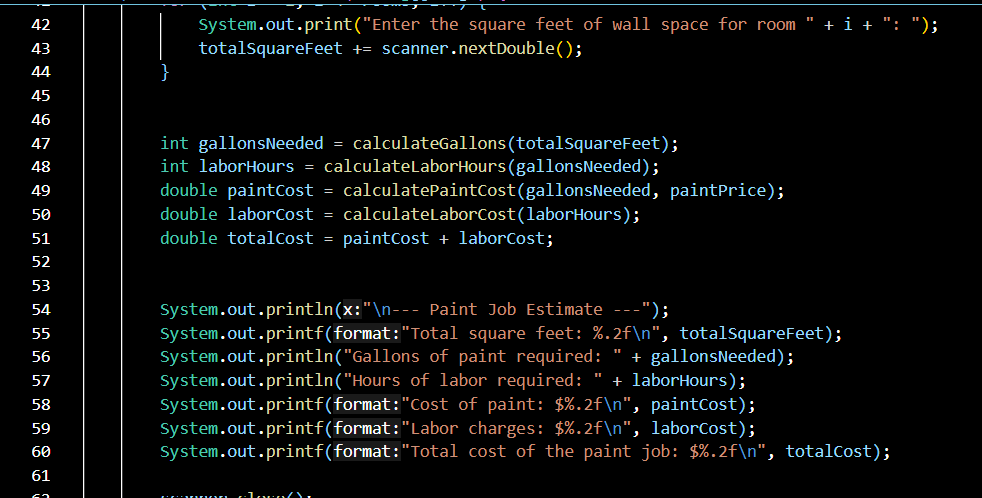 42 System.out.print("Enter the square feet of wall space for room " + i + ": ");
43 totalSquareFeet += scanner.nextDouble();
44 }
45
46
47 int gallonsNeeded = calculateGallons(totalSquareFeet);
48 int laborHours = calculateLaborHours(gallonsNeeded);
49 double paintCost = calculatePaintCost(gallonsNeeded, paintPrice);
50 double laborCost = calculateLaborCost(laborHours);
51 double totalCost = paintCost + laborCost;
52
53
54 System.out.println(x:"\n--- Paint Job Estimate ---");
55 System.out.printf(format:"Total square feet: %.2f\n", totalSquareFeet);
56 System.out.println("Gallons of paint required: " + gallonsNeeded);
57 System.out.println("Hours of labor required: " + laborHours);
58 System.out.printf(format:"Cost of paint: $%.2f\n", paintCost);
59 System.out.printf(format:"Labor charges: $%.2f\n", laborCost);
60 System.out.printf(format:"Total cost of the paint job: $%.2f\n", totalCost);
61